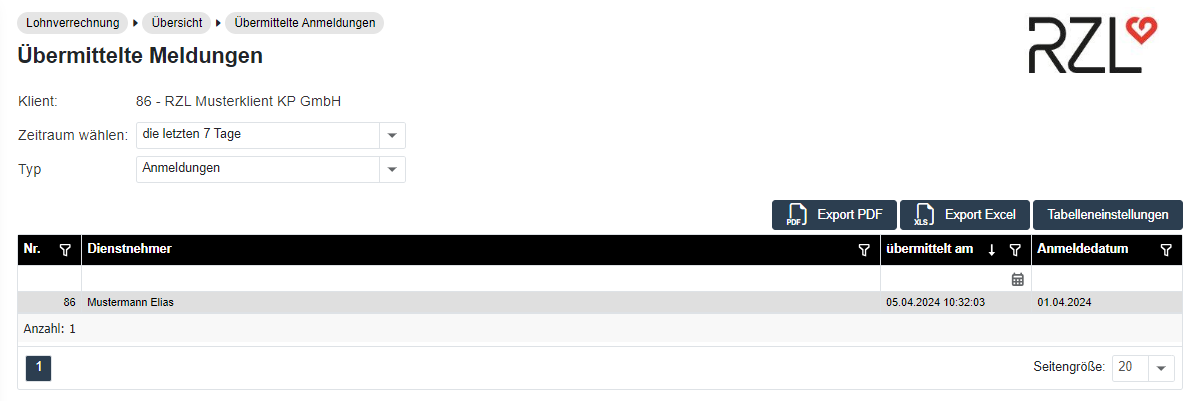 Lohnverrechnung Übersicht Übermittelte Anmeldungen
RZL
Übermittelte Meldungen
Klient: 86 - RZL Musterklient KP GmbH
Zeitraum wählen: die letzten 7 Tage
Typ Anmeldungen
PDF Export PDF XLS Export Excel Tabelleneinstellungen
Nr. Dienstnehmer übermittelt am ↓ Anmeldedatum
86 Mustermann Elias 05.04.2024 10:32:03 01.04.2024
Anzahl: 1
1 Seitengröße: 20